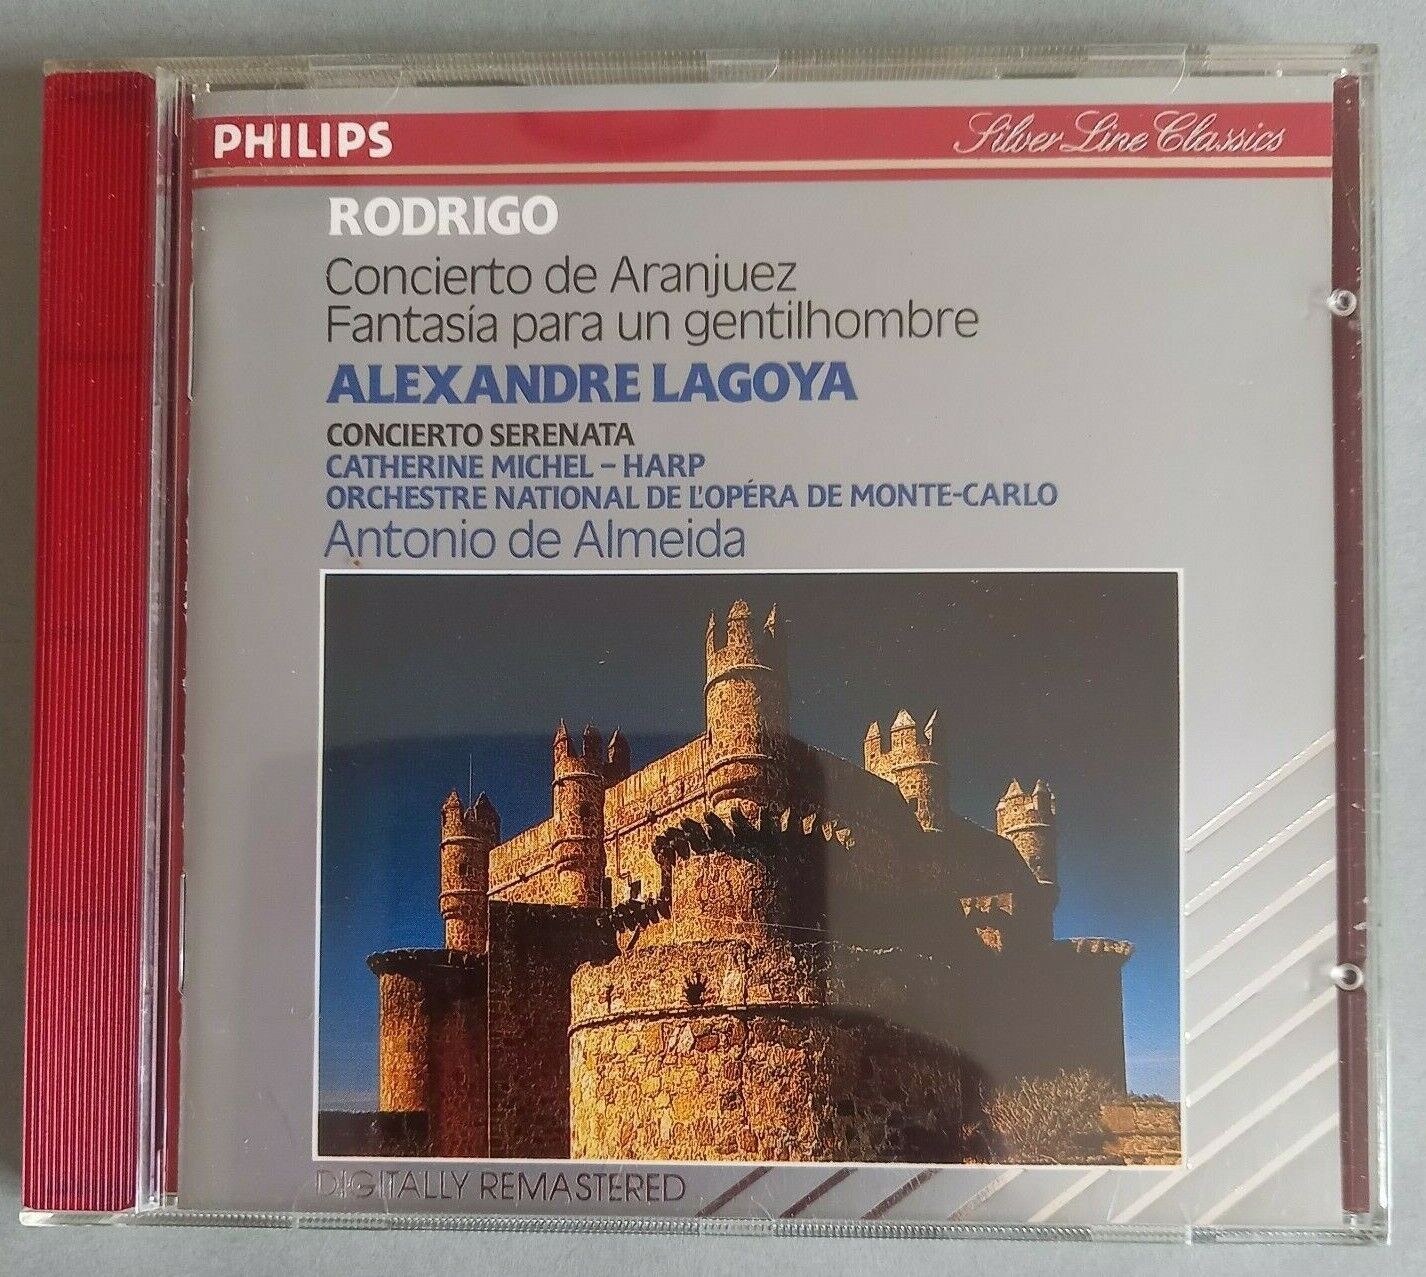 PHILIPS
Silver Line Classics
RODRIGO
Concierto de Aranjuez
Fantasía para un gentilhombre
ALEXANDRE LAGOYA
CONCIERTO SERENATA
CATHERINE MICHEL – HARP
ORCHESTRE NATIONAL DE L'OPÉRA DE MONTE-CARLO
Antonio de Almeida
DIGITALLY REMASTERED